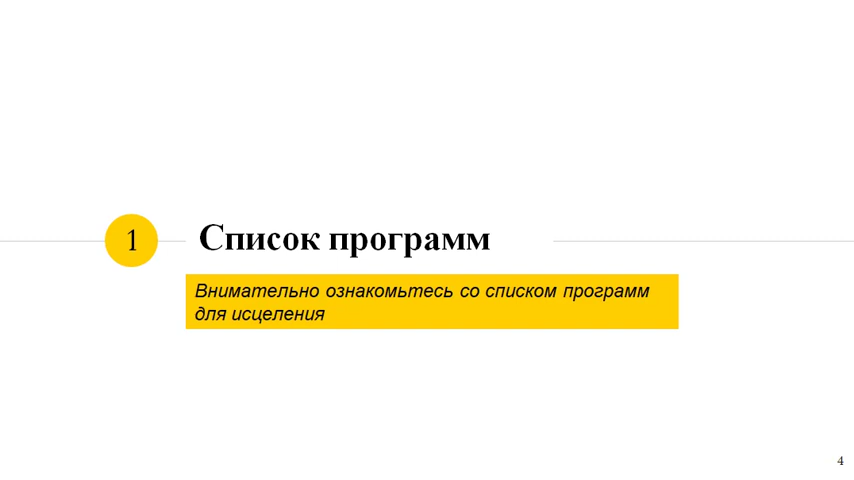 1
Список программ
Внимательно ознакомьтесь со списком программ
для исцеления
4